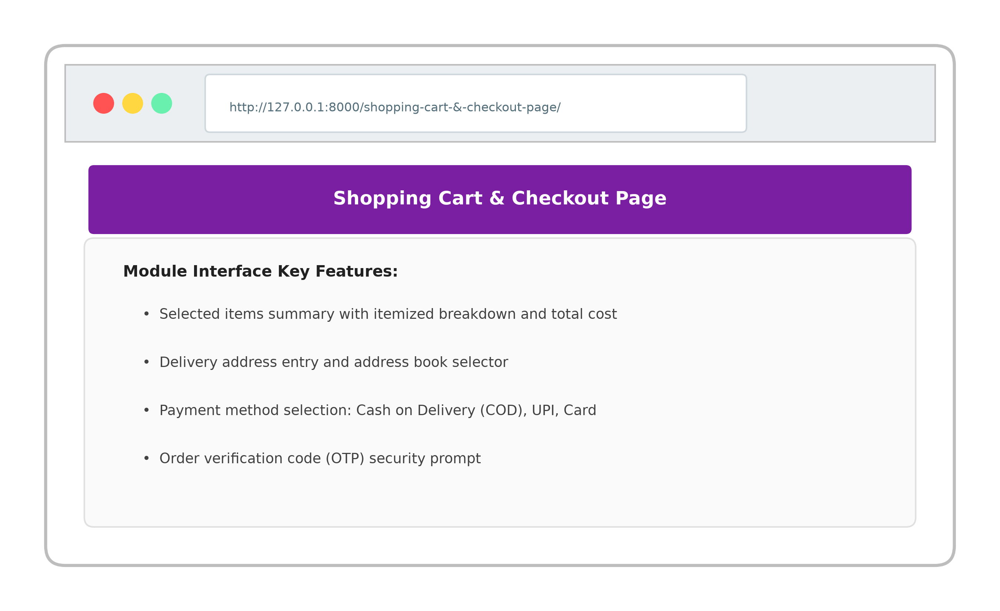 http://127.0.0.1:8000/shopping-cart-&-checkout-page/
Shopping Cart & Checkout Page
Module Interface Key Features:
• Selected items summary with itemized breakdown and total cost
• Delivery address entry and address book selector
• Payment method selection: Cash on Delivery (COD), UPI, Card
• Order verification code (OTP) security prompt